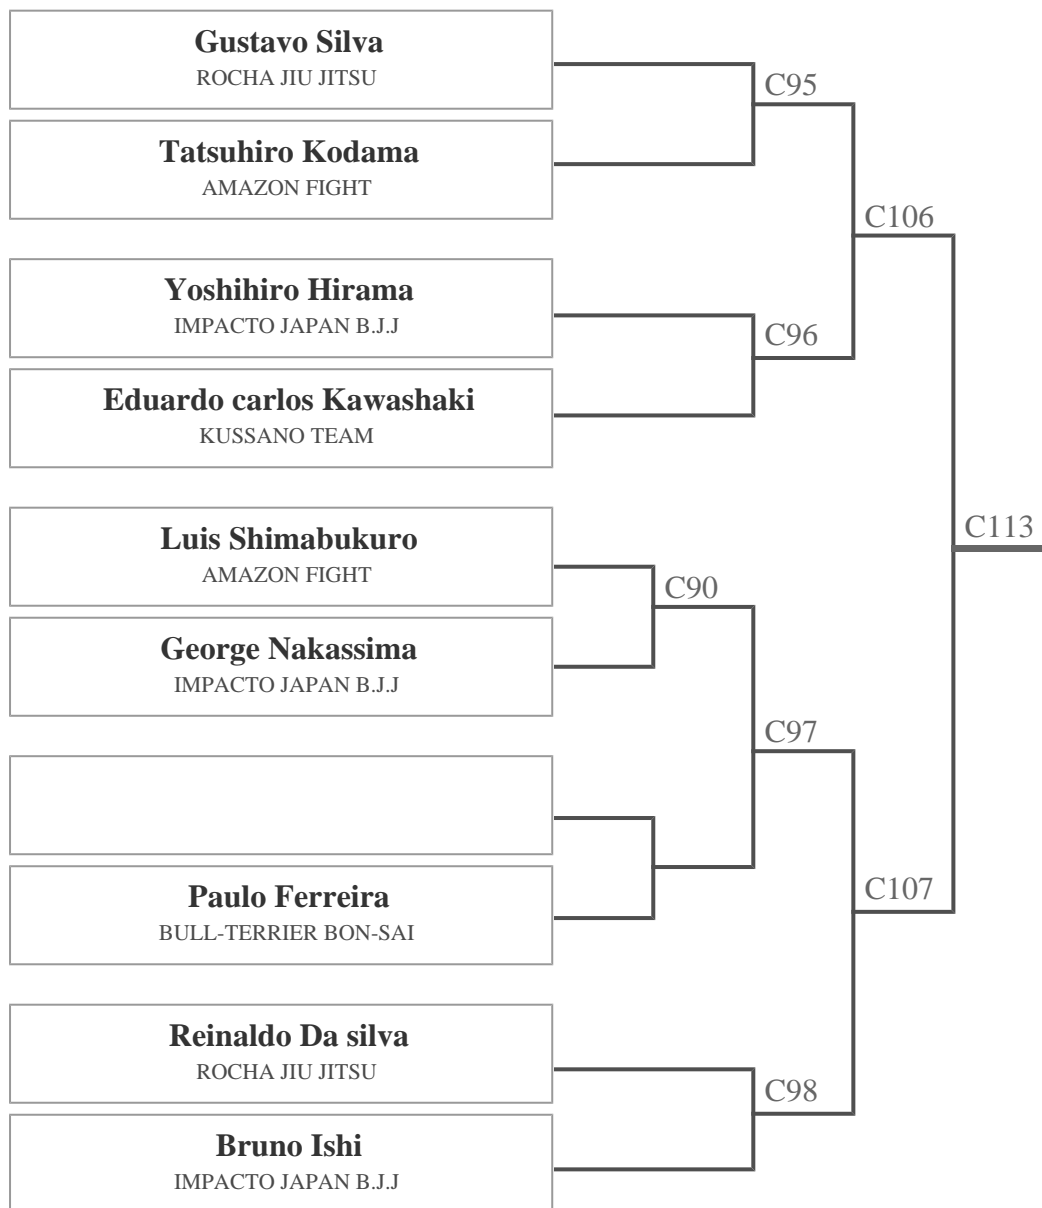 Gustavo Silva
ROCHA JIU JITSU
C95
Tatsuhiro Kodama
AMAZON FIGHT
C106
Yoshihiro Hirama
IMPACTO JAPAN B.J.J
C96
Eduardo carlos Kawashaki
KUSSANO TEAM
Luis Shimabukuro
AMAZON FIGHT
C113
C90
George Nakassima
IMPACTO JAPAN B.J.J
C97
Paulo Ferreira
BULL-TERRIER BON-SAI
C107
Reinaldo Da silva
ROCHA JIU JITSU
C98
Bruno Ishi
IMPACTO JAPAN B.J.J